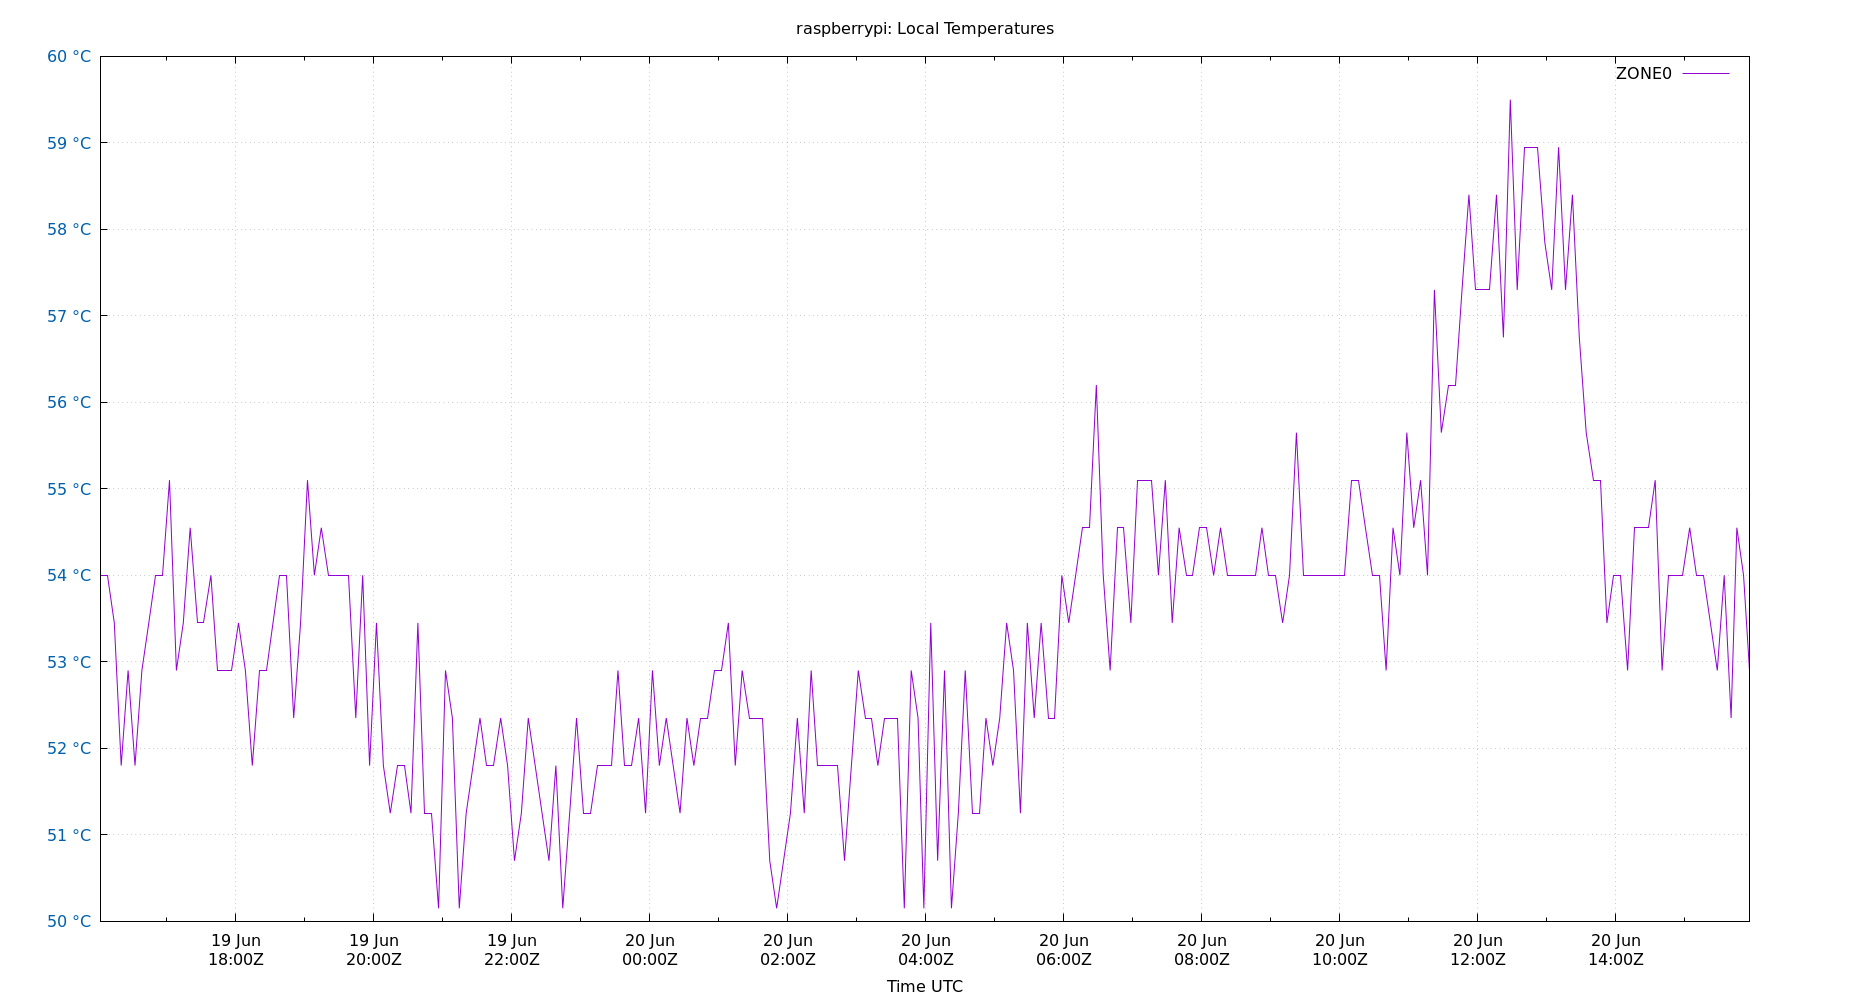 raspberrypi: Local Temperatures
ZONE0
60 °C
59 °C
58 °C
57 °C
56 °C
55 °C
54 °C
53 °C
52 °C
51 °C
50 °C
19 Jun
18:00Z
19 Jun
20:00Z
19 Jun
22:00Z
20 Jun
00:00Z
20 Jun
02:00Z
20 Jun
04:00Z
20 Jun
06:00Z
20 Jun
08:00Z
20 Jun
10:00Z
20 Jun
12:00Z
20 Jun
14:00Z
Time UTC